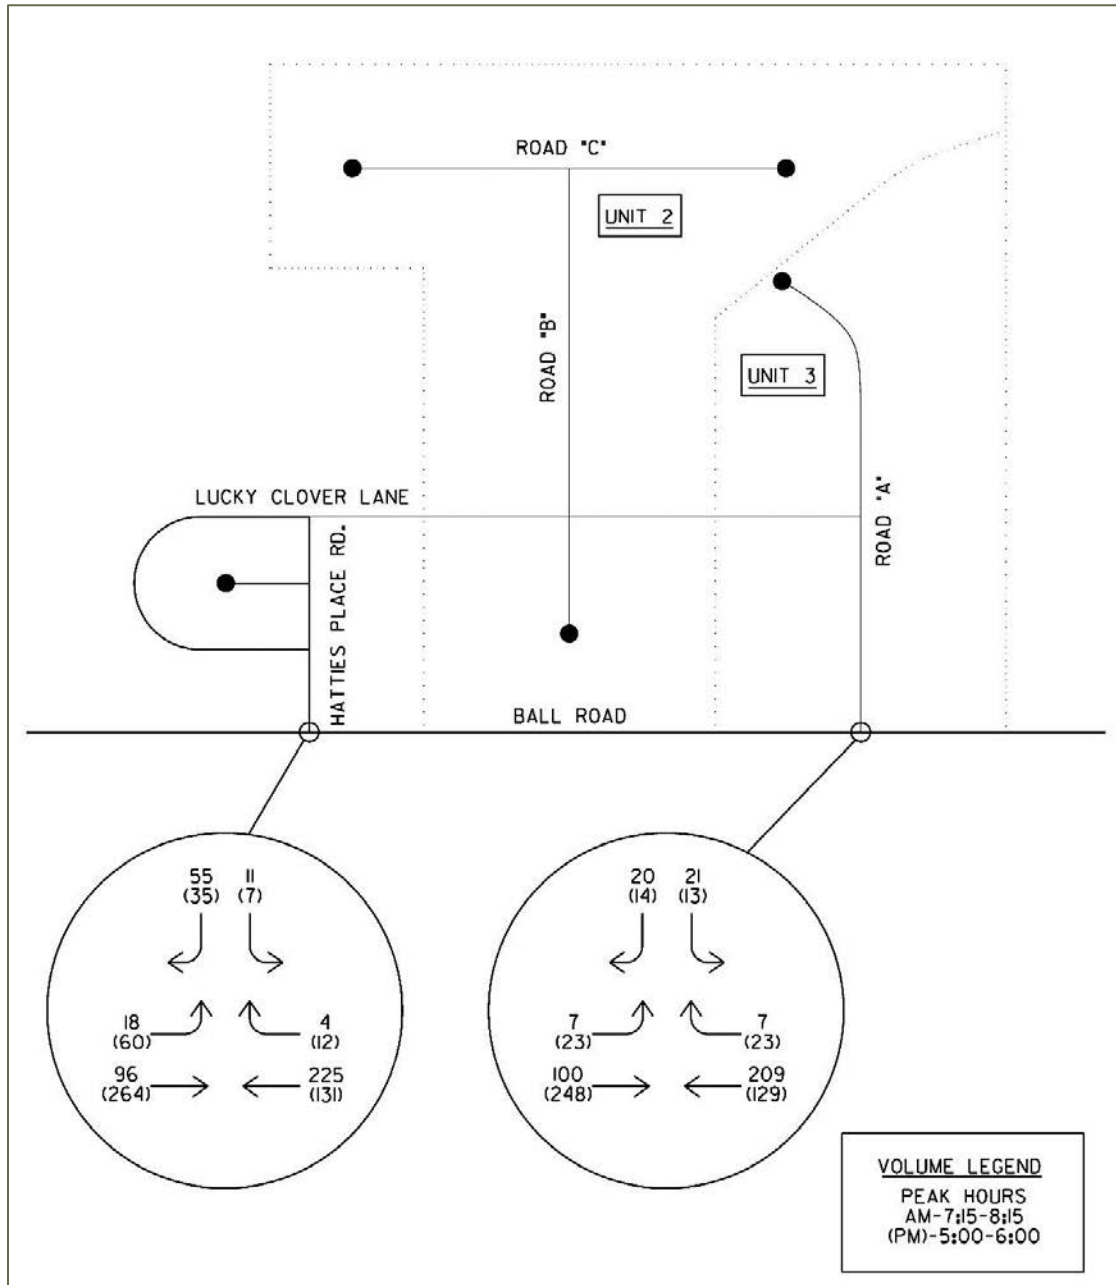 ROAD "C"
UNIT 2
ROAD "B"
UNIT 3
LUCKY CLOVER LANE
HATTIES PLACE RD.
ROAD "A"
BALL ROAD
55 11
(35) (7)
18 4
(60) (12)
96 225
(264) (131)
20 21
(14) (13)
7 7
(23) (23)
100 209
(248) (129)
VOLUME LEGEND
PEAK HOURS
AM-7:15-8:15
(PM)-5:00-6:00